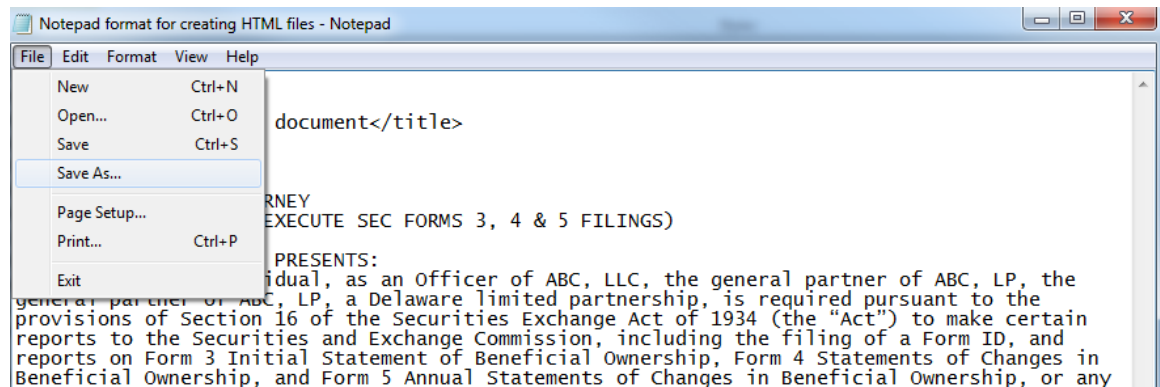 Notepad format for creating HTML files - Notepad
File Edit Format View Help
New Ctrl+N
Open... Ctrl+O
Save Ctrl+S
Save As...
Page Setup...
Print... Ctrl+P
Exit
document</title>
RNEY
EXECUTE SEC FORMS 3, 4 & 5 FILINGS)
PRESENTS:
idual, as an Officer of ABC, LLC, the general partner of ABC, LP, the
general partner of ABC, LP, a Delaware limited partnership, is required pursuant to the
provisions of Section 16 of the Securities Exchange Act of 1934 (the “Act”) to make certain
reports to the Securities and Exchange Commission, including the filing of a Form ID, and
reports on Form 3 Initial Statement of Beneficial Ownership, Form 4 Statements of Changes in
Beneficial Ownership, and Form 5 Annual Statements of Changes in Beneficial Ownership, or any